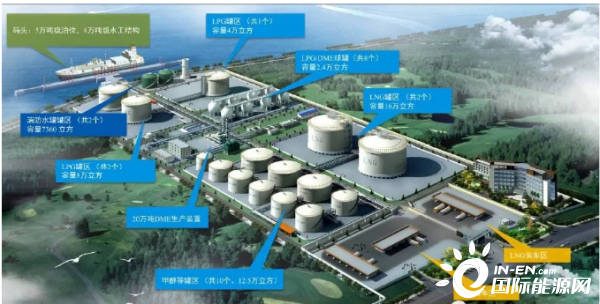 码头：5万吨级泊位，8万吨级水工结构
LPG罐区 （共1个）
容量4万立方
LPG/DME球罐（共8个）
容量2.4万立方
LNG罐区 （共2个）
容量16万立方
消防水罐罐区 （共2个）
容量7360 立方
LPG罐区 （共2个）
容量8万立方
20万吨DME生产装置
甲醇等罐区 （共10个，12.5万立方）
LNG装车区
LNG
IN-EN.com
国际能源网